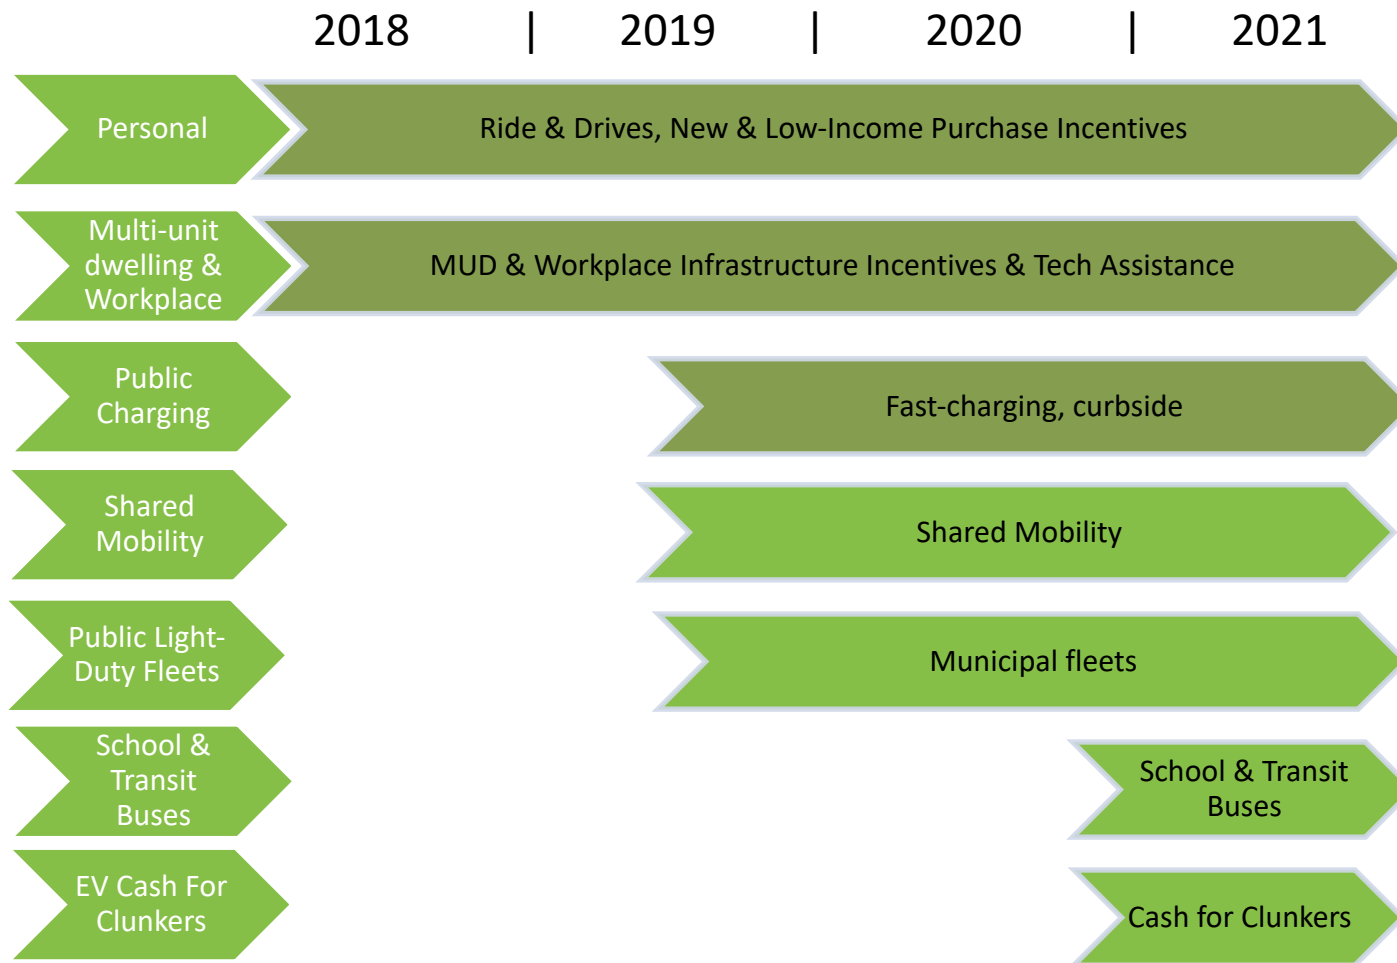 2018 | 2019 | 2020 | 2021
Personal
Ride & Drives, New & Low-Income Purchase Incentives
Multi-unit
dwelling &
Workplace
MUD & Workplace Infrastructure Incentives & Tech Assistance
Public
Charging
Fast-charging, curbside
Shared
Mobility
Shared Mobility
Public Light-
Duty Fleets
Municipal fleets
School &
Transit
Buses
School & Transit
Buses
EV Cash For
Clunkers
Cash for Clunkers